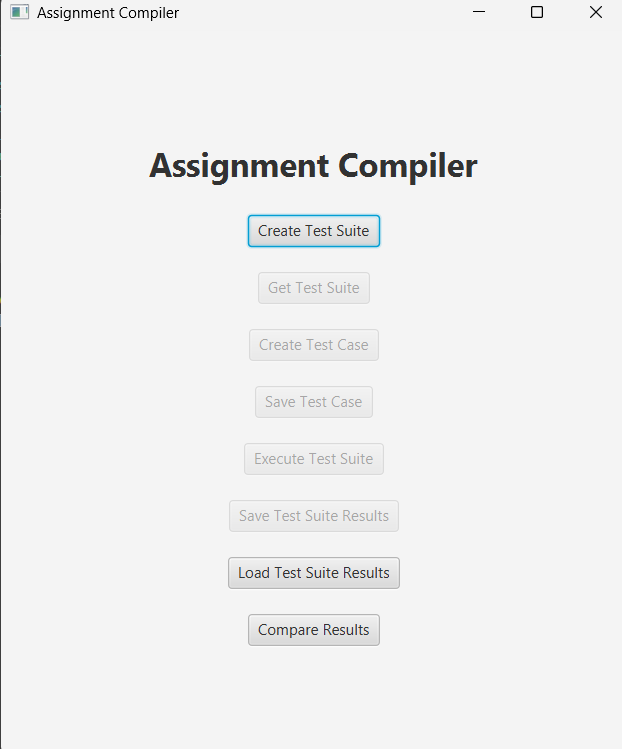 Assignment Compiler
Assignment Compiler
Create Test Suite
Get Test Suite
Create Test Case
Save Test Case
Execute Test Suite
Save Test Suite Results
Load Test Suite Results
Compare Results